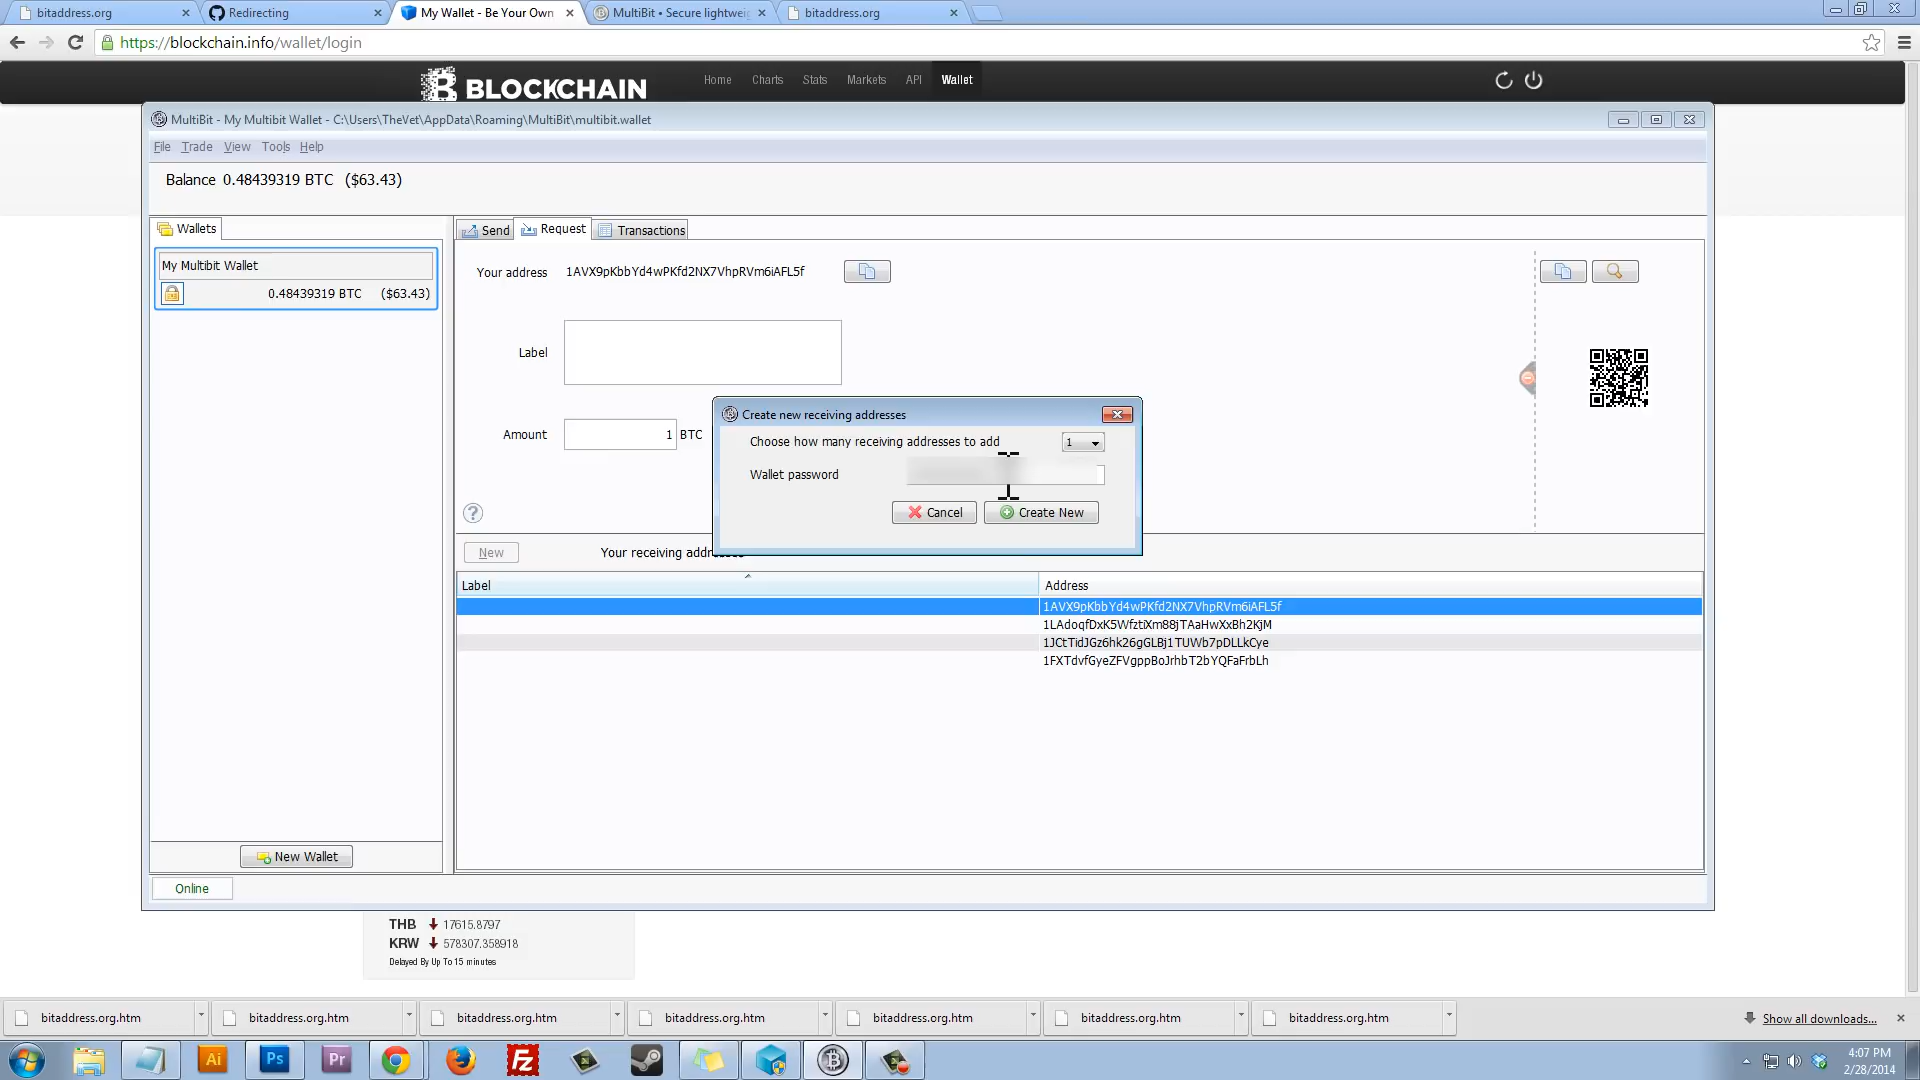 bitaddress.org
Redirecting
My Wallet - Be Your Own
MultiBit • Secure lightweig
bitaddress.org
https://blockchain.info/wallet/login
BLOCKCHAIN
Home
Charts
Stats
Markets
API
Wallet
MultiBit - My Multibit Wallet - C:\Users\TheVet\AppData\Roaming\MultiBit\multibit.wallet
File
Trade
View
Tools
Help
Balance 0.48439319 BTC ($63.43)
Wallets
Send
Request
Transactions
My Multibit Wallet
0.48439319 BTC ($63.43)
Your address
1AVX9pKbbYd4wPKfd2NX7VhpRVm6iAFL5f
Label
Amount
1 BTC
Create new receiving addresses
Choose how many receiving addresses to add
1
Wallet password
Cancel
Create New
New
Your receiving addresses
Label
Address
1AVX9pKbbYd4wPKfd2NX7VhpRVm6iAFL5f
1LAdoqfDxK5WfztiXm88jTAaHwXxBh2KjM
1JCtTidJGz6hk26gGLBj1TUWb7pDLLkCye
1FXTdvfGyeZFVgppBoJrhbT2bYQFaFrbLh
New Wallet
Online
THB 17615.8797
KRW 578307.358918
Delayed By Up To 15 minutes
bitaddress.org.htm
bitaddress.org.htm
bitaddress.org.htm
bitaddress.org.htm
bitaddress.org.htm
bitaddress.org.htm
bitaddress.org.htm
Show all downloads...
Ai
Ps
Pr
Fz
4:07 PM
2/28/2014